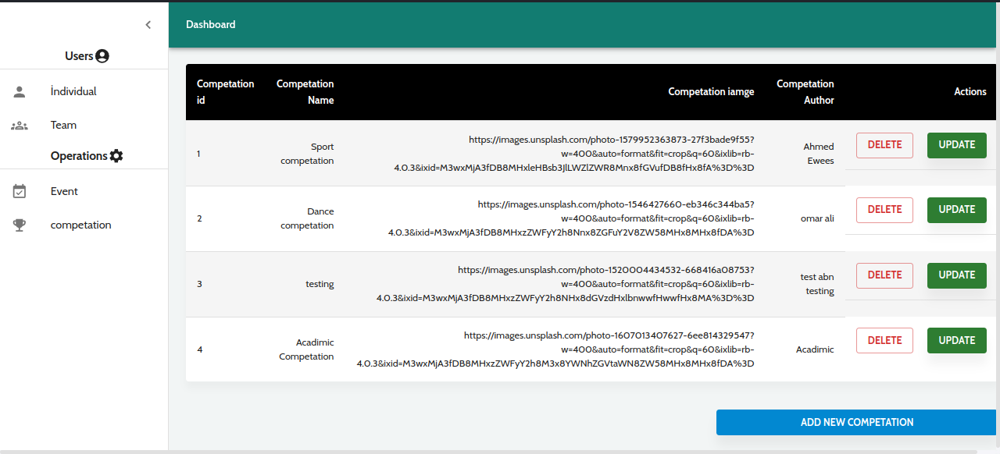 Dashboard
Users
İndividual
Team
Operations
Event
competation
Competation id
Competation Name
Competation iamge
Competation Author
Actions
1
Sport competation
https://images.unsplash.com/photo-1579952363873-27f3bade9f55?
w=400&auto=format&fit=crop&q=60&ixlib=rb-
4.0.3&ixid=M3wxMjA3fDB8MHxleHBsb3JlLWZlZWR8Mnx8fGVufDB8fHx8fA%3D%3D
Ahmed Ewees
DELETE
UPDATE
2
Dance competation
https://images.unsplash.com/photo-1546427660-eb346c344ba5?
w=400&auto=format&fit=crop&q=60&ixlib=rb-
4.0.3&ixid=M3wxMjA3fDB8MHxzZWFyY2h8Nnx8ZGFuY2V8ZW58MHx8MHx8fDA%3D
omar ali
DELETE
UPDATE
3
testing
https://images.unsplash.com/photo-1520004434532-668416a08753?
w=400&auto=format&fit=crop&q=60&ixlib=rb-
4.0.3&ixid=M3wxMjA3fDB8MHxzZWFyY2h8NHx8dGVzdHxlbnwwfHwwfHx8MA%3D%3D
test abn testing
DELETE
UPDATE
4
Acadimic Competation
https://images.unsplash.com/photo-1607013407627-6ee814329547?
w=400&auto=format&fit=crop&q=60&ixlib=rb-
4.0.3&ixid=M3wxMjA3fDB8MHxzZWFyY2h8M3x8YWNhZGVtaWN8ZW58MHx8MHx8fDA%3D
Acadimic
DELETE
UPDATE
ADD NEW COMPETATION